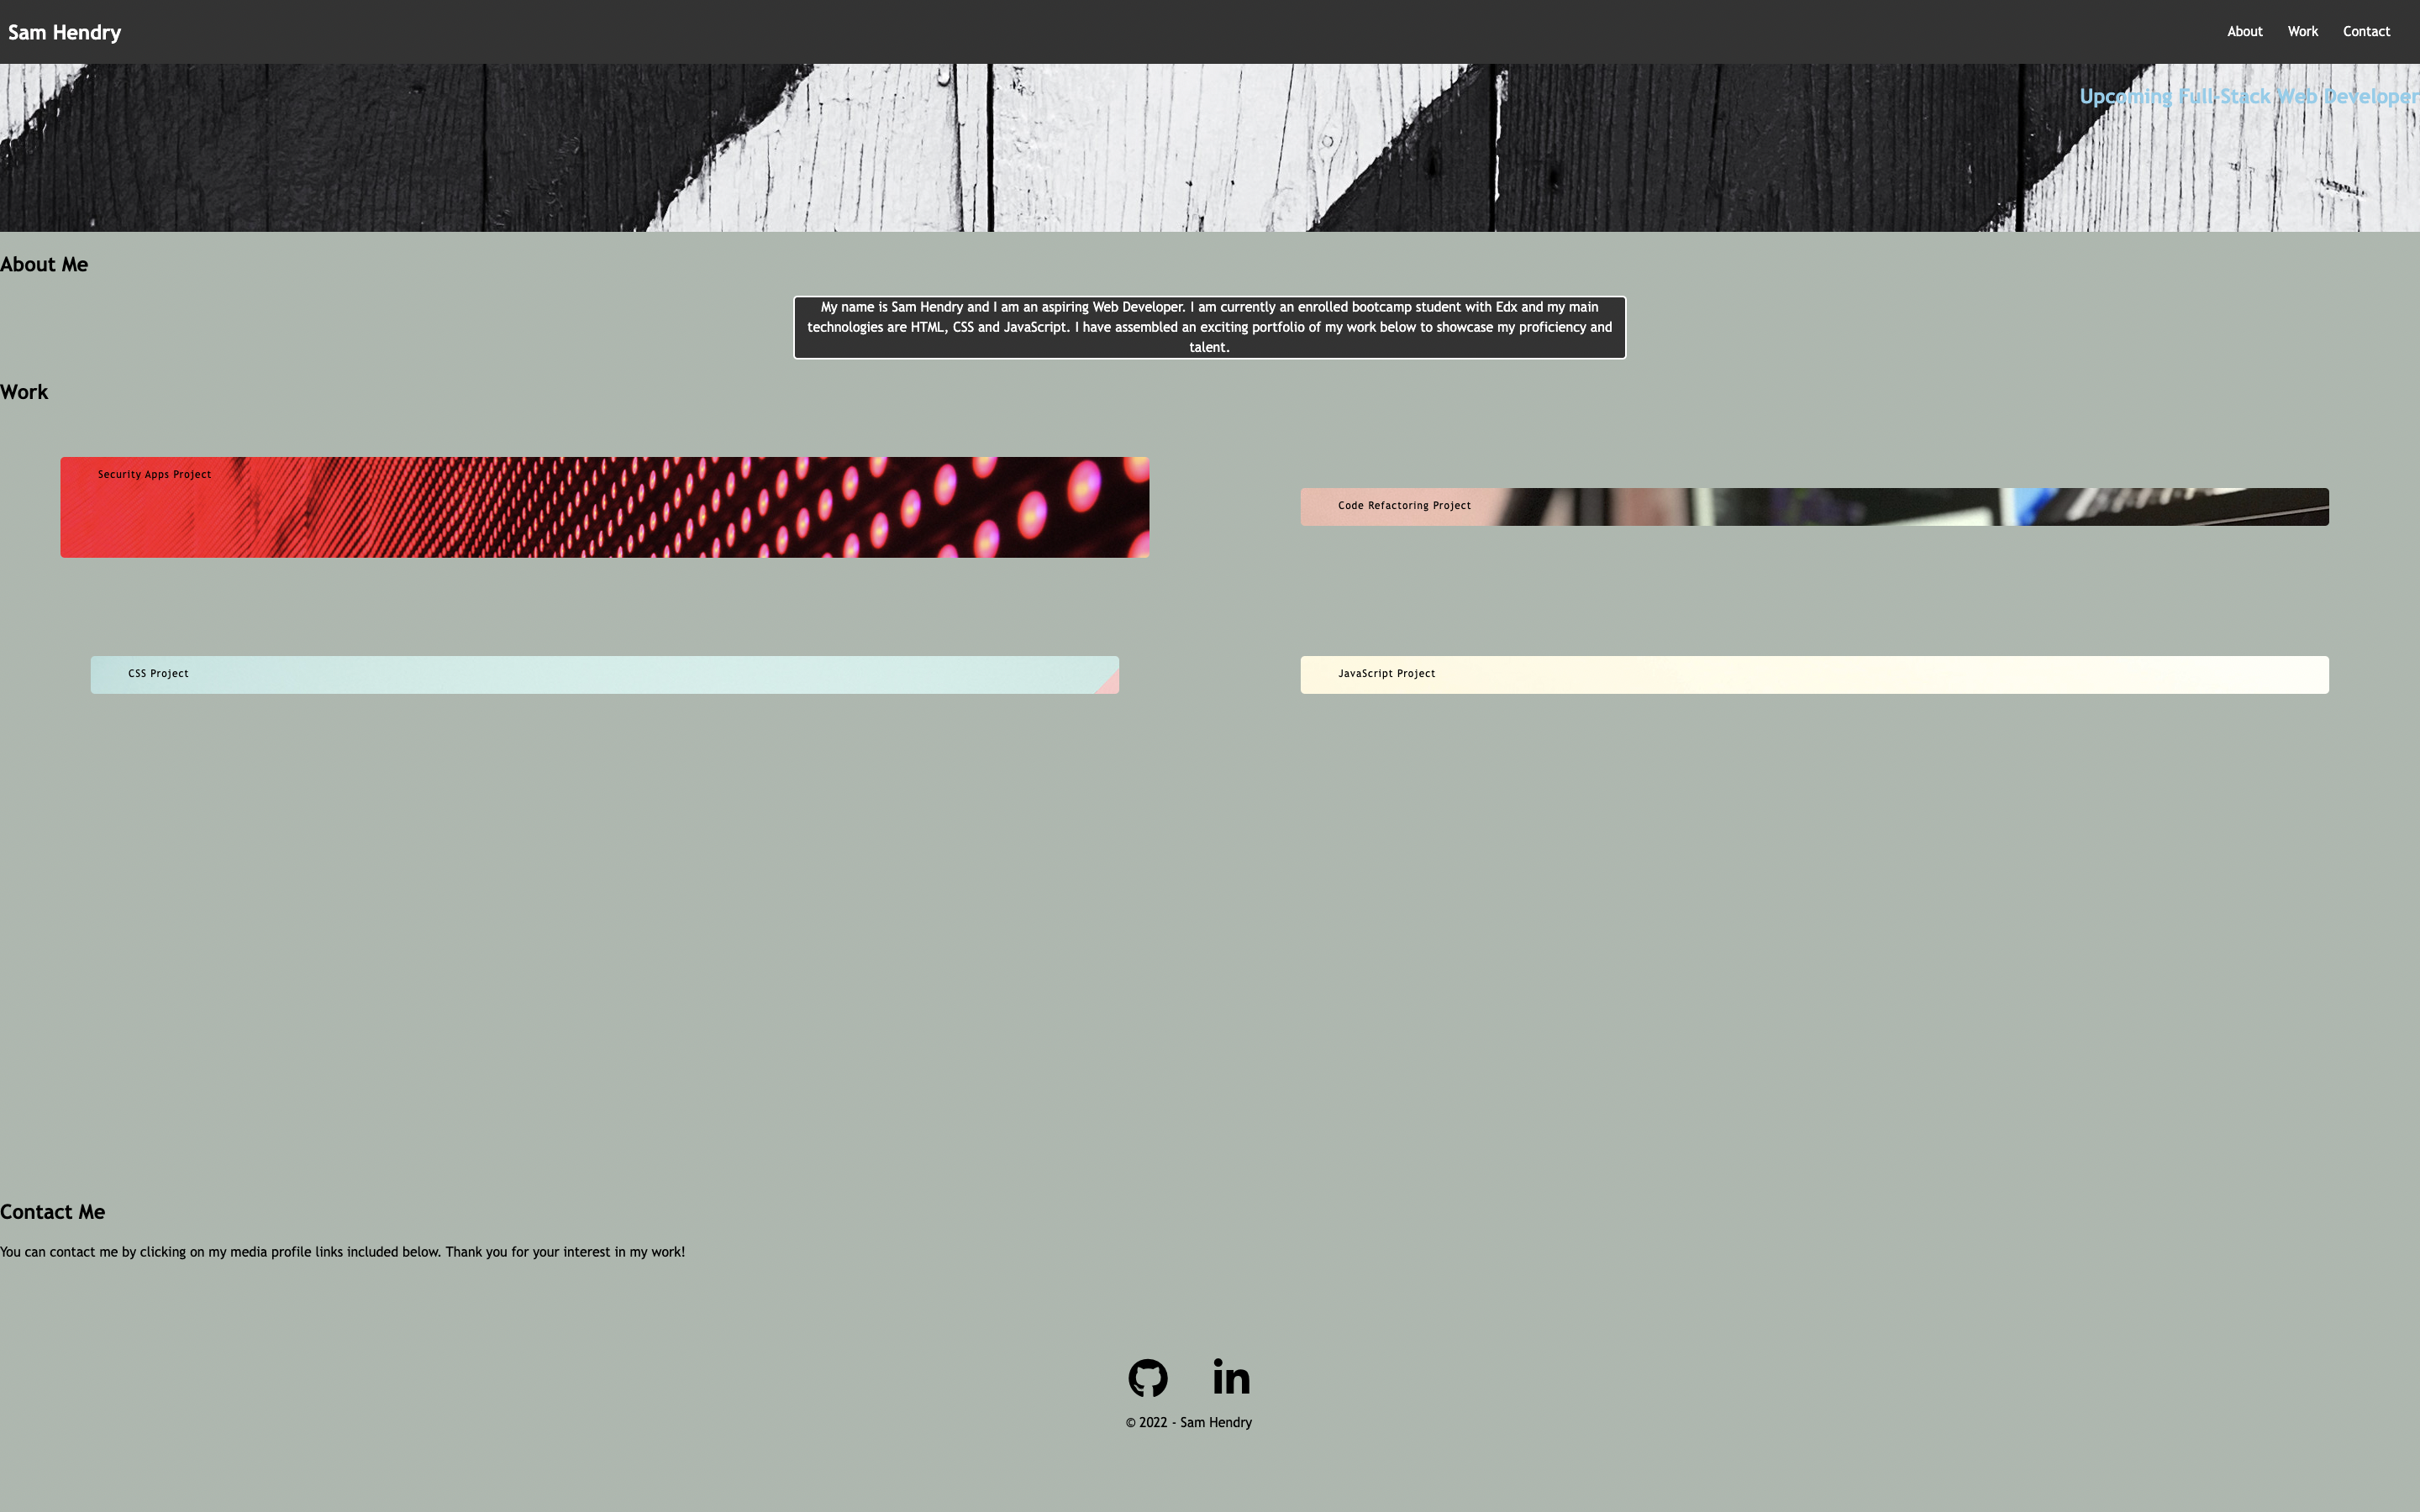 Sam Hendry
About Work Contact
Upcoming Full-Stack Web Developer
About Me
My name is Sam Hendry and I am an aspiring Web Developer. I am currently an enrolled bootcamp student with Edx and my main
technologies are HTML, CSS and JavaScript. I have assembled an exciting portfolio of my work below to showcase my proficiency and
talent.
Work
Security Apps Project
Code Refactoring Project
CSS Project
JavaScript Project
Contact Me
You can contact me by clicking on my media profile links included below. Thank you for your interest in my work!
in
© 2022 - Sam Hendry